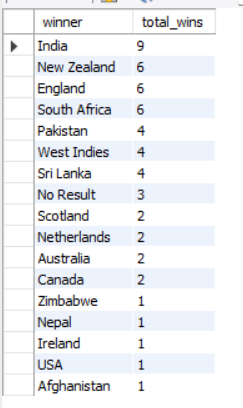 winner total_wins
India 9
New Zealand 6
England 6
South Africa 6
Pakistan 4
West Indies 4
Sri Lanka 4
No Result 3
Scotland 2
Netherlands 2
Australia 2
Canada 2
Zimbabwe 1
Nepal 1
Ireland 1
USA 1
Afghanistan 1